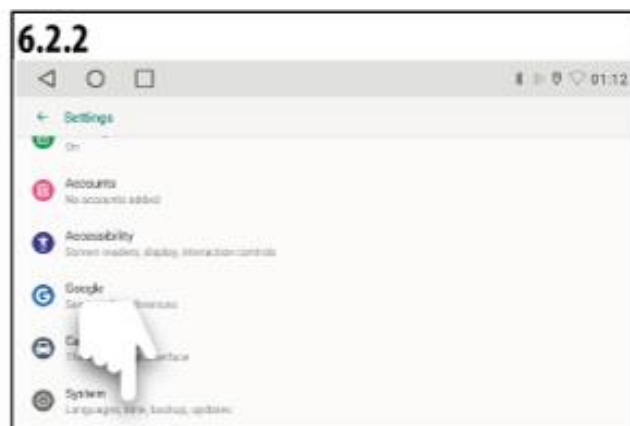 6.2.2
01:12
Settings
On
Accounts
No accounts added
Accessibility
Screen readers, display, interaction controls
Google
System
Languages, time, backup, updates